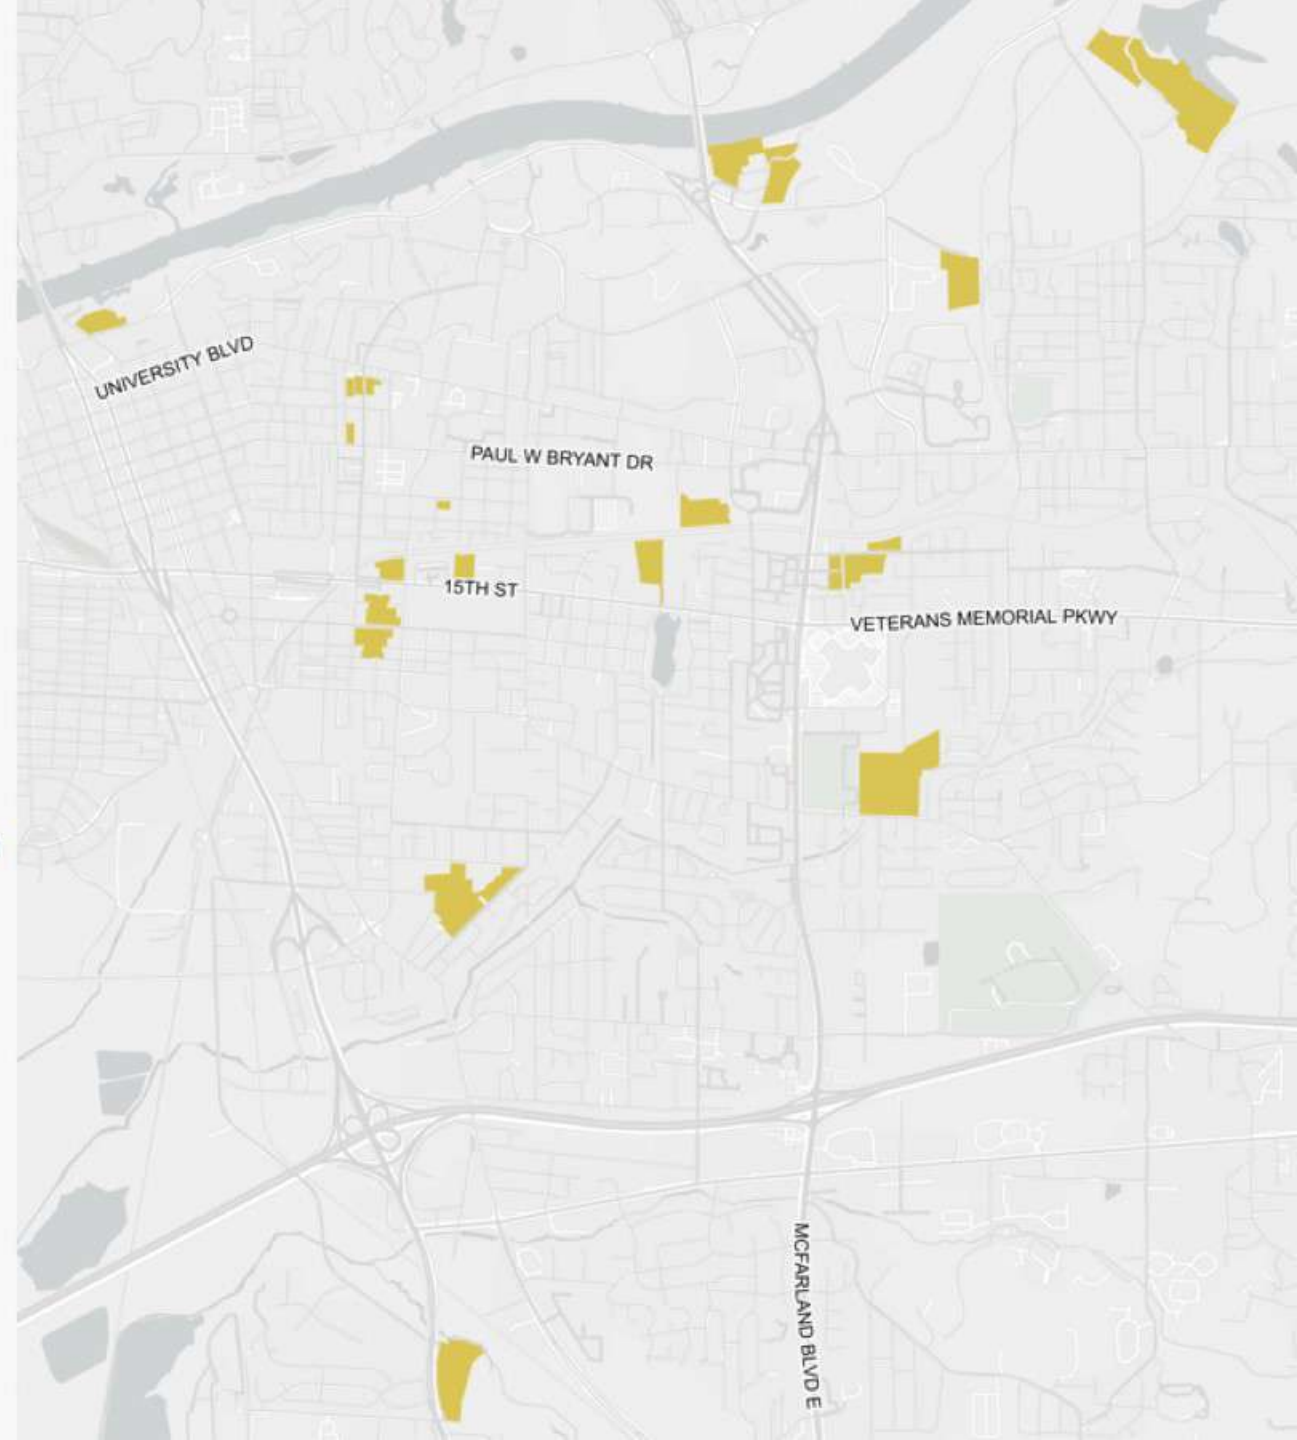 UNIVERSITY BLVD
PAUL W BRYANT DR
15TH ST
VETERANS MEMORIAL PKWY
MCFARLAND BLVD E